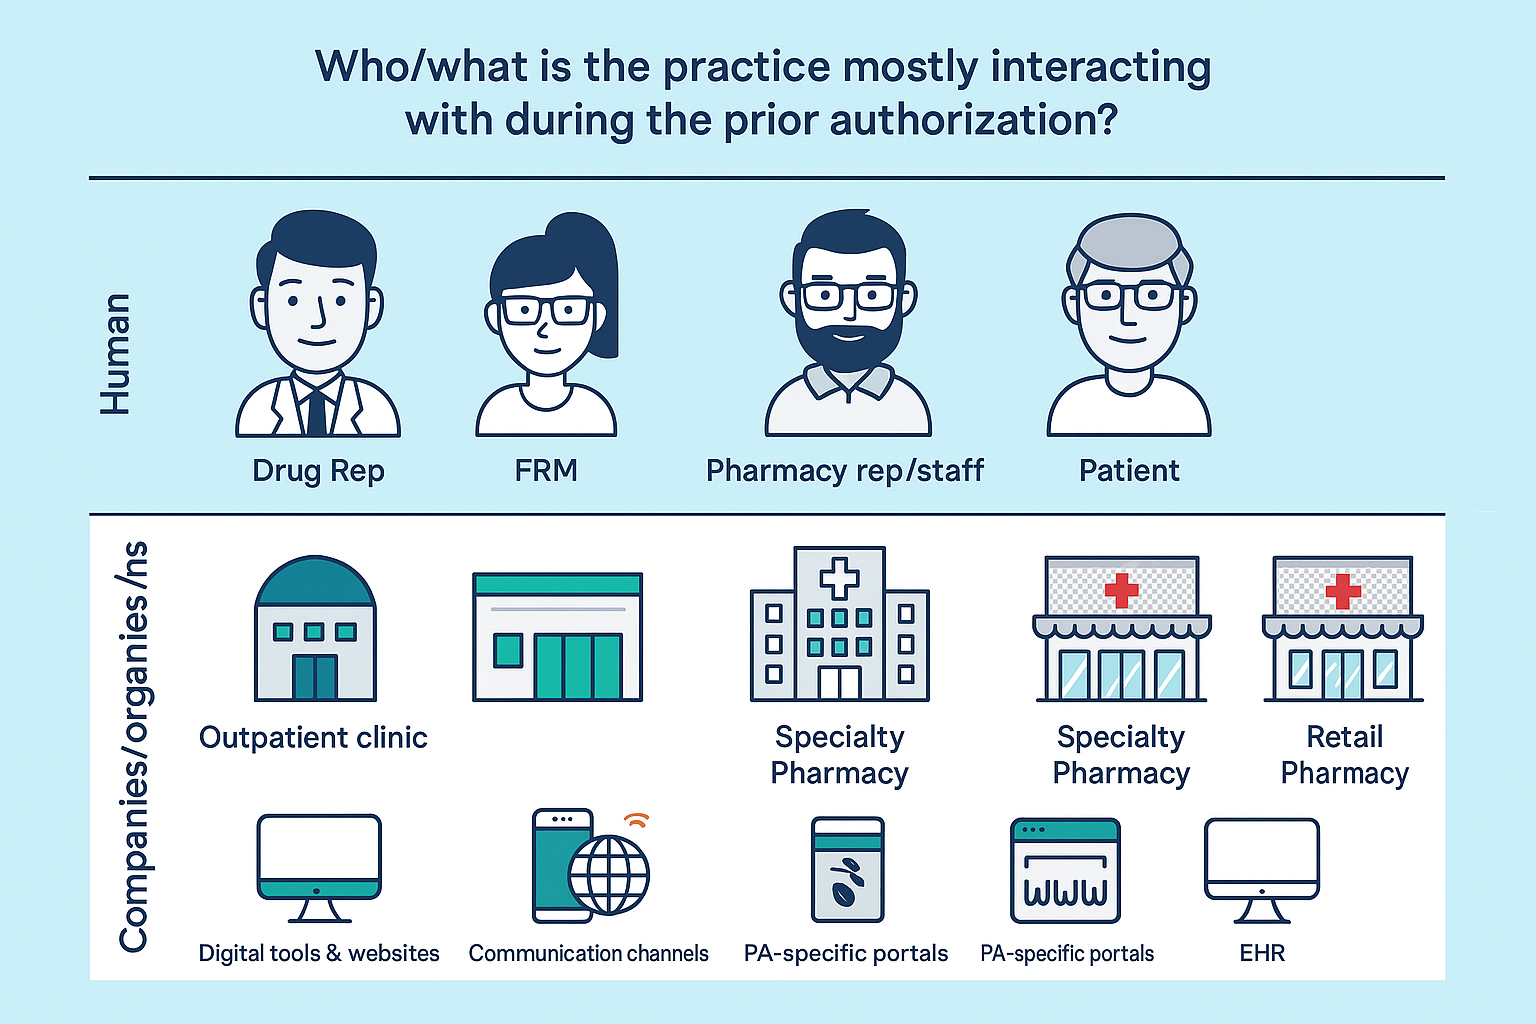 Who/what is the practice mostly interacting
with during the prior authorization?
Human
Drug Rep
FRM
Pharmacy rep/staff
Patient
Companies/organies/ns
Outpatient clinic
Specialty
Pharmacy
Specialty
Pharmacy
Retail
Pharmacy
www
Digital tools & websites
Communication channels
PA-specific portals
PA-specific portals
EHR